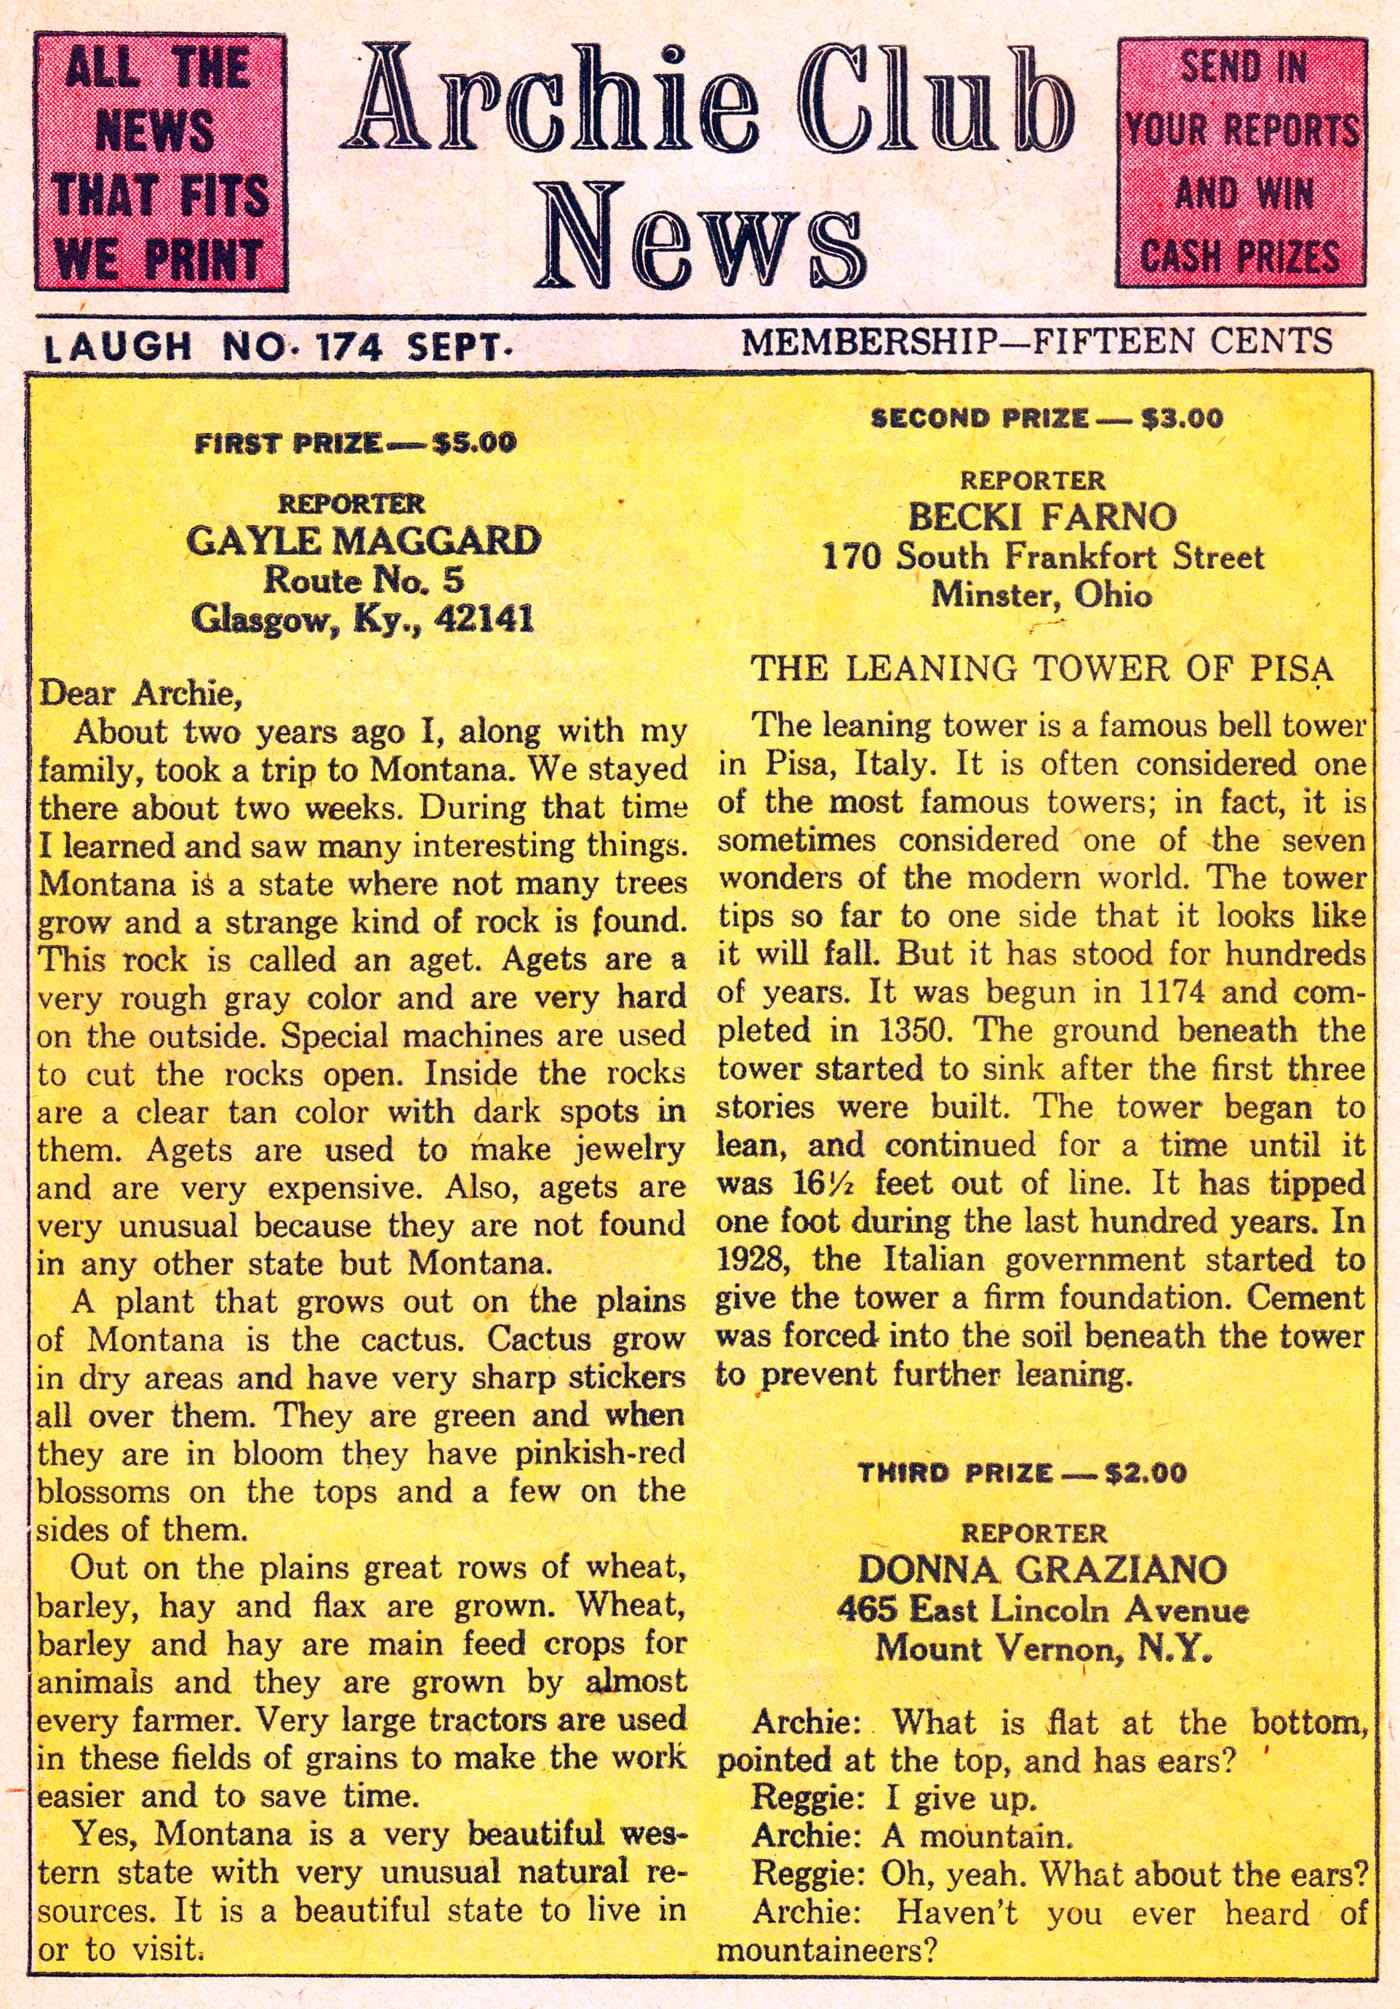 ALL THE
NEWS
THAT FITS
WE PRINT
Archie Club
News
SEND IN
YOUR REPORTS
AND WIN
CASH PRIZES
LAUGH NO. 174 SEPT.
MEMBERSHIP—FIFTEEN CENTS
FIRST PRIZE—$5.00
REPORTER
GAYLE MAGGARD
Route No. 5
Glasgow, Ky., 42141
Dear Archie,
About two years ago I, along with my
family, took a trip to Montana. We stayed
there about two weeks. During that time
I learned and saw many interesting things.
Montana is a state where not many trees
grow and a strange kind of rock is found.
This rock is called an aget. Agets are a
very rough gray color and are very hard
on the outside. Special machines are used
to cut the rocks open. Inside the rocks
are a clear tan color with dark spots in
them. Agets are used to make jewelry
and are very expensive. Also, agets are
very unusual because they are not found
in any other state but Montana.
A plant that grows out on the plains
of Montana is the cactus. Cactus grow
in dry areas and have very sharp stickers
all over them. They are green and when
they are in bloom they have pinkish-red
blossoms on the tops and a few on the
sides of them.
Out on the plains great rows of wheat,
barley, hay and flax are grown. Wheat,
barley and hay are main feed crops for
animals and they are grown by almost
every farmer. Very large tractors are used
in these fields of grains to make the work
easier and to save time.
Yes, Montana is a very beautiful wes-
tern state with very unusual natural re-
sources. It is a beautiful state to live in
or to visit.
SECOND PRIZE — $3.00
REPORTER
BECKI FARNO
170 South Frankfort Street
Minster, Ohio
THE LEANING TOWER OF PISA
The leaning tower is a famous bell tower
in Pisa, Italy. It is often considered one
of the most famous towers; in fact, it is
sometimes considered one of the seven
wonders of the modern world. The tower
tips so far to one side that it looks like
it will fall. But it has stood for hundreds
of years. It was begun in 1174 and com-
pleted in 1350. The ground beneath the
tower started to sink after the first three
stories were built. The tower began to
lean, and continued for a time until it
was 16½ feet out of line. It has tipped
one foot during the last hundred years. In
1928, the Italian government started to
give the tower a firm foundation. Cement
was forced into the soil beneath the tower
to prevent further leaning.
THIRD PRIZE — $2.00
REPORTER
DONNA GRAZIANO
465 East Lincoln Avenue
Mount Vernon, N.Y.
Archie: What is flat at the bottom,
pointed at the top, and has ears?
Reggie: I give up.
Archie: A mountain.
Reggie: Oh, yeah. What about the ears?
Archie: Haven't you ever heard of
mountaineers?